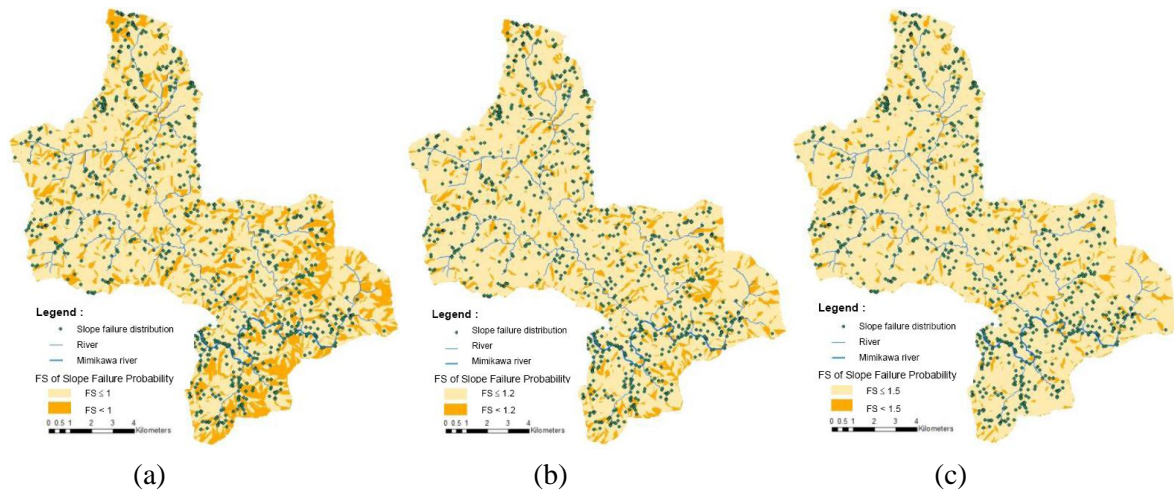 Legend :
Slope failure distribution
River
Mimikawa river
FS of Slope Failure Probability
FS ≤ 1
FS < 1
0 0.5 1 2 3 4
Kilometers
(a)
Legend :
Slope failure distribution
River
Mimikawa river
FS of Slope Failure Probability
FS ≤ 1.2
FS < 1.2
0 0.5 1 2 3 4
Kilometers
(b)
Legend :
Slope failure distribution
River
Mimikawa river
FS of Slope Failure Probability
FS ≤ 1.5
FS < 1.5
0 0.5 1 2 3 4
Kilometers
(c)